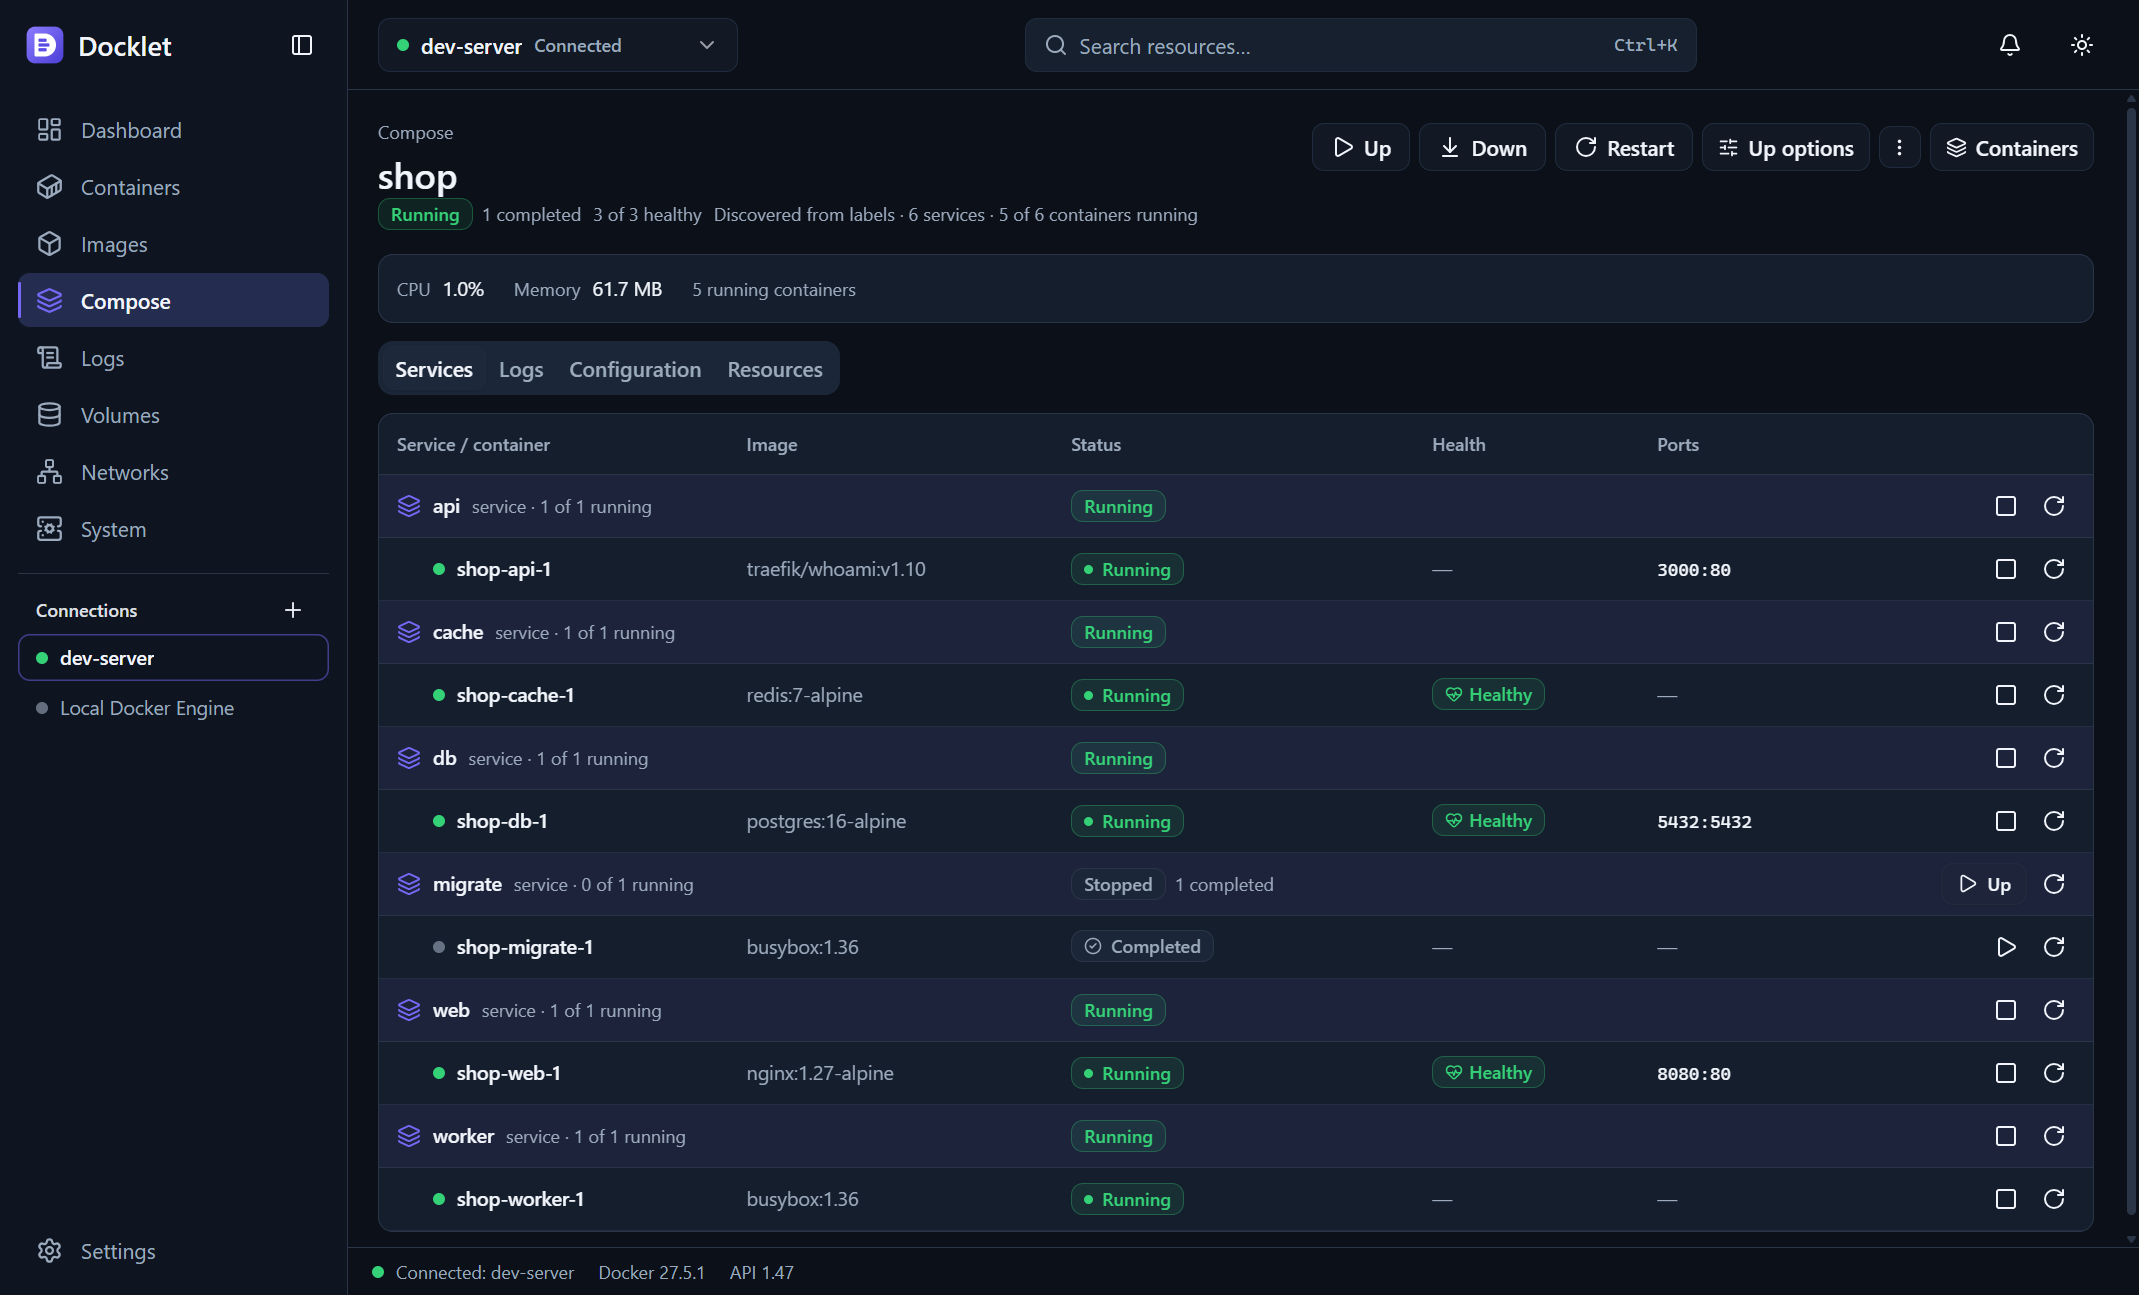 Docklet
dev-server Connected
Search resources... Ctrl+K
Dashboard
Containers
Images
Compose
Logs
Volumes
Networks
System
Connections
dev-server
Local Docker Engine
Settings
Compose
shop
Up Down Restart Up options Containers
Running 1 completed 3 of 3 healthy Discovered from labels · 6 services · 5 of 6 containers running
CPU 1.0% Memory 61.7 MB 5 running containers
Services Logs Configuration Resources
Service / container Image Status Health Ports
api service · 1 of 1 running Running
shop-api-1 traefik/whoami:v1.10 Running — 3000:80
cache service · 1 of 1 running Running
shop-cache-1 redis:7-alpine Running Healthy —
db service · 1 of 1 running Running
shop-db-1 postgres:16-alpine Running Healthy 5432:5432
migrate service · 0 of 1 running Stopped 1 completed Up
shop-migrate-1 busybox:1.36 Completed — —
web service · 1 of 1 running Running
shop-web-1 nginx:1.27-alpine Running Healthy 8080:80
worker service · 1 of 1 running Running
shop-worker-1 busybox:1.36 Running — —
Connected: dev-server Docker 27.5.1 API 1.47